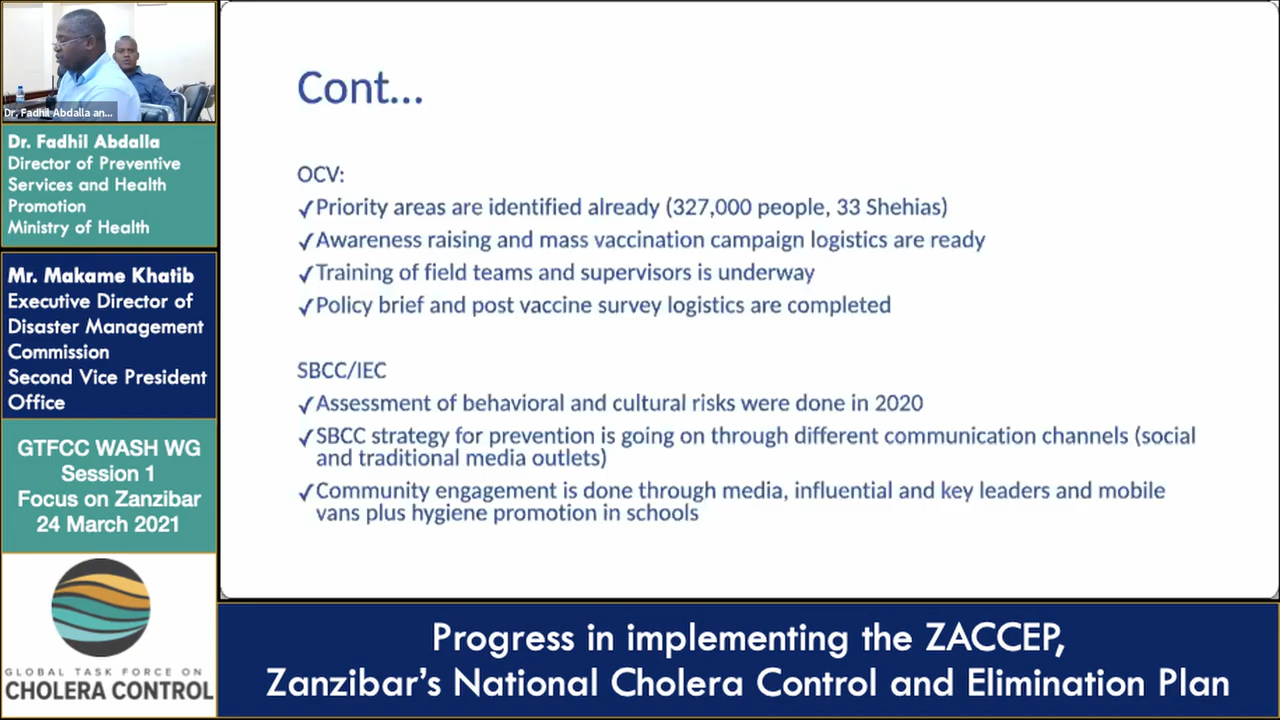 Dr. Fadhil Abdalla an...
Dr. Fadhil Abdalla
Director of Preventive
Services and Health
Promotion
Ministry of Health
Mr. Makame Khatib
Executive Director of
Disaster Management
Commission
Second Vice President
Office
GTFCC WASH WG
Session 1
Focus on Zanzibar
24 March 2021
GLOBAL TASK FORCE ON
CHOLERA CONTROL
Cont...
OCV:
✓Priority areas are identified already (327,000 people, 33 Shehias)
✓Awareness raising and mass vaccination campaign logistics are ready
✓Training of field teams and supervisors is underway
✓Policy brief and post vaccine survey logistics are completed
SBCC/IEC
✓Assessment of behavioral and cultural risks were done in 2020
✓SBCC strategy for prevention is going on through different communication channels (social
and traditional media outlets)
✓Community engagement is done through media, influential and key leaders and mobile
vans plus hygiene promotion in schools
Progress in implementing the ZACCEP,
Zanzibar's National Cholera Control and Elimination Plan